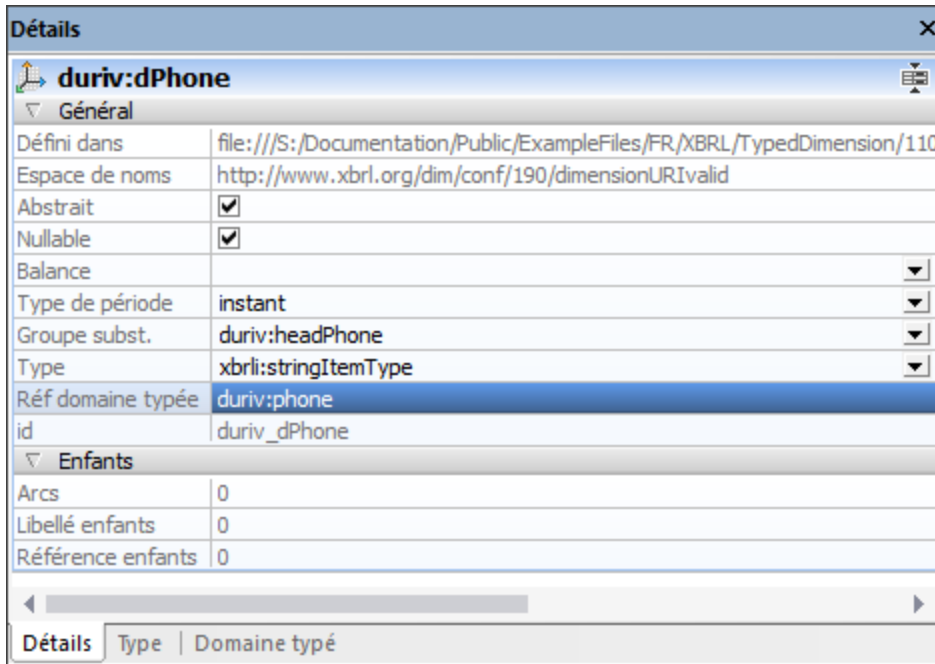 Détails
duriv:dPhone
Général
Défini dans file:///S:/Documentation/Public/ExampleFiles/FR/XBRL/TypedDimension/110
Espace de noms http://www.xbrl.org/dim/conf/190/dimensionURIvalid
Abstrait
Nullable
Balance
Type de période instant
Groupe subst. duriv:headPhone
Type xbrli:stringItemType
Réf domaine typée duriv:phone
id duriv_dPhone
Enfants
Arcs 0
Libellé enfants 0
Référence enfants 0
Détails Type Domaine typé